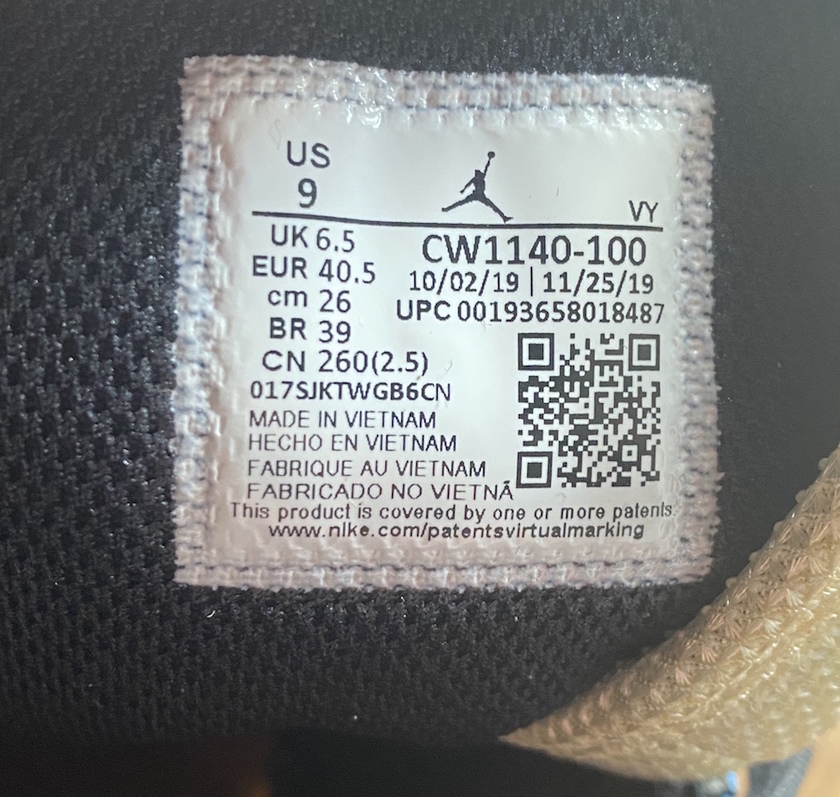 US
9
VY
UK 6.5
EUR 40.5
cm 26
BR 39
CN 260(2.5)
CW1140-100
10/02/19 | 11/25/19
UPC 00193658018487
017SJKTWGB6CN
MADE IN VIETNAM
HECHO EN VIETNAM
FABRIQUE AU VIETNAM
FABRICADO NO VIETNÃ
This product is covered by one or more patents.
www.nike.com/patentsvirtualmarking